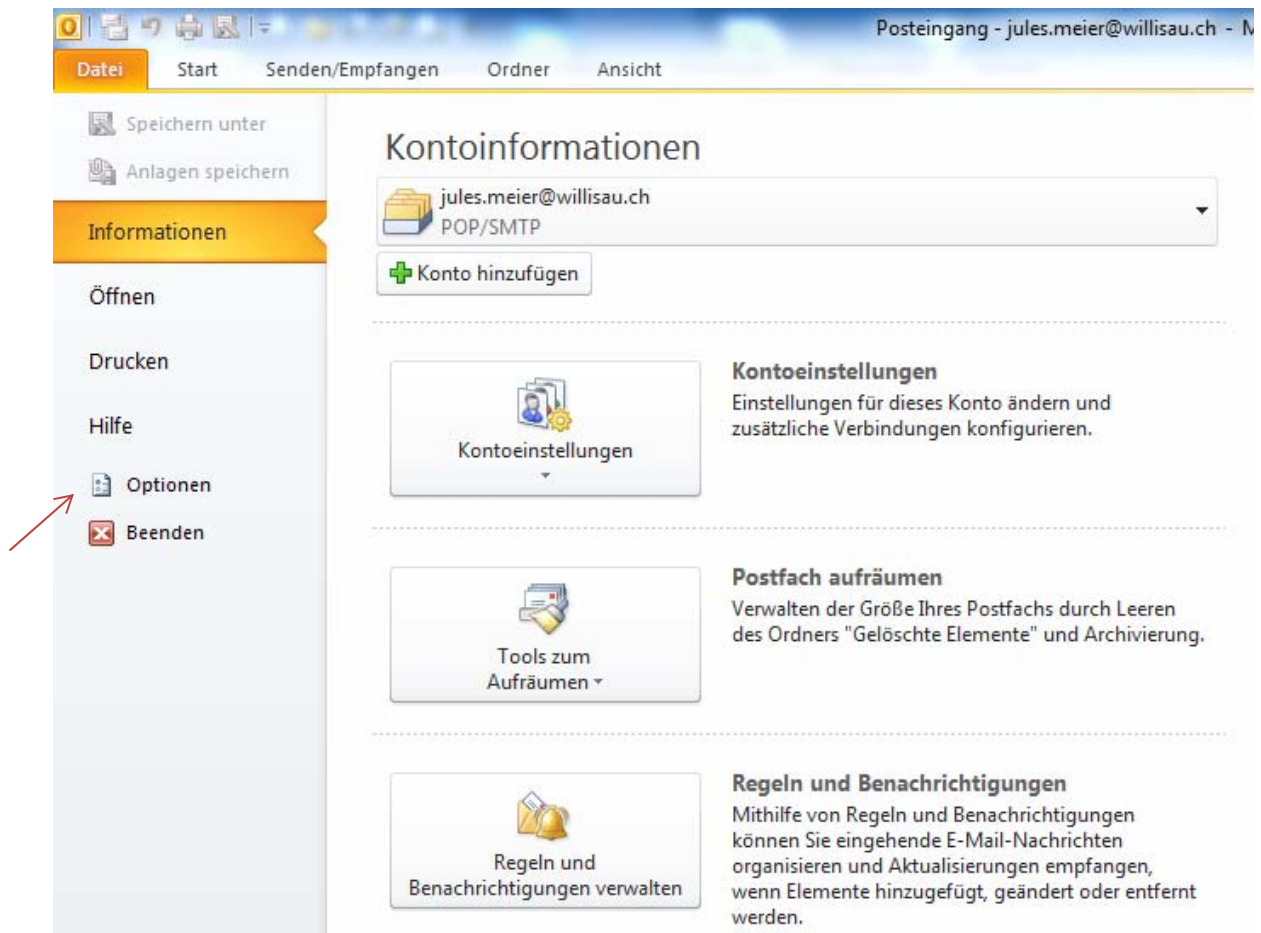 Posteingang - jules.meier@willisau.ch - M
Datei Start Senden/Empfangen Ordner Ansicht
Speichern unter
Anlagen speichern
Informationen
Öffnen
Drucken
Hilfe
Optionen
Beenden
Kontoinformationen
jules.meier@willisau.ch
POP/SMTP
Konto hinzufügen
Kontoeinstellungen
Kontoeinstellungen
Einstellungen für dieses Konto ändern und
zusätzliche Verbindungen konfigurieren.
Tools zum
Aufräumen
Postfach aufräumen
Verwalten der Größe Ihres Postfachs durch Leeren
des Ordners "Gelöschte Elemente" und Archivierung.
Regeln und
Benachrichtigungen verwalten
Regeln und Benachrichtigungen
Mithilfe von Regeln und Benachrichtigungen
können Sie eingehende E-Mail-Nachrichten
organisieren und Aktualisierungen empfangen,
wenn Elemente hinzugefügt, geändert oder entfernt
werden.